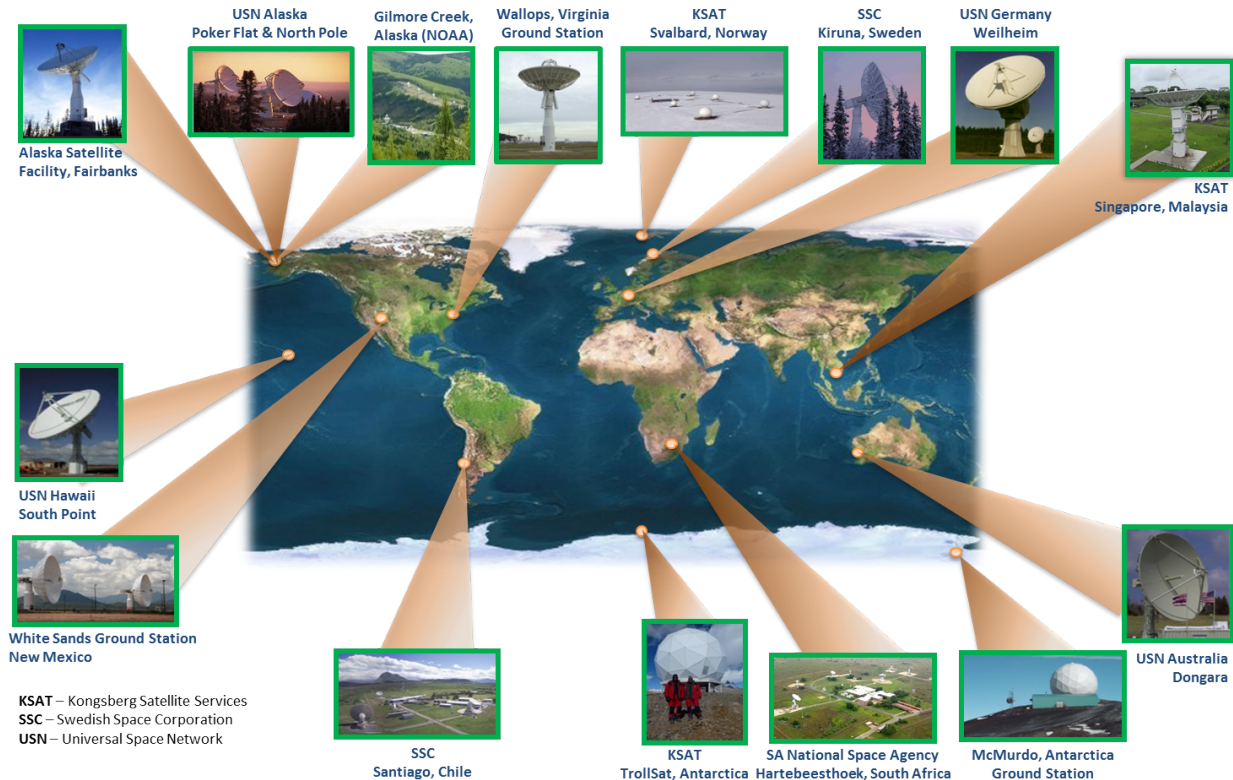 USN Alaska
Poker Flat & North Pole
Gilmore Creek,
Alaska (NOAA)
Wallops, Virginia
Ground Station
KSAT
Svalbard, Norway
SSC
Kiruna, Sweden
USN Germany
Weilheim
Alaska Satellite
Facility, Fairbanks
KSAT
Singapore, Malaysia
USN Hawaii
South Point
White Sands Ground Station
New Mexico
USN Australia
Dongara
KSAT – Kongsberg Satellite Services
SSC – Swedish Space Corporation
USN – Universal Space Network
SSC
Santiago, Chile
KSAT
TrollSat, Antarctica
SA National Space Agency
Hartebeesthoek, South Africa
McMurdo, Antarctica
Ground Station